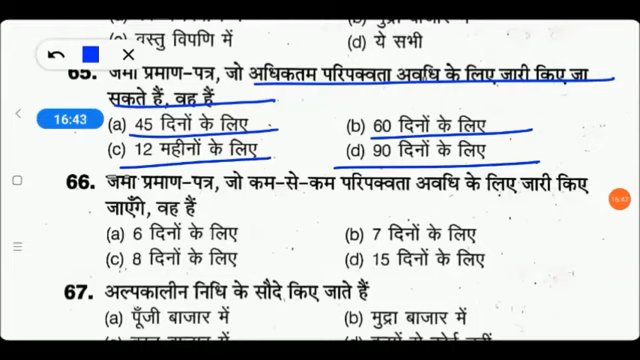 (c) वस्तु विपणि में (d) ये सभी
65. जमा प्रमाण-पत्र, जो अधिकतम परिपक्वता अवधि के लिए जारी किए जा
सकते हैं, वह हैं
16:43
(a) 45 दिनों के लिए (b) 60 दिनों के लिए
(c) 12 महीनों के लिए (d) 90 दिनों के लिए
66. जमा प्रमाण-पत्र, जो कम-से-कम परिपक्वता अवधि के लिए जारी किए
16:43
जाएँगे, वह हैं
(a) 6 दिनों के लिए (b) 7 दिनों के लिए
(c) 8 दिनों के लिए (d) 15 दिनों के लिए
67. अल्पकालीन निधि के सौदे किए जाते हैं
(a) पूँजी बाजार में (b) मुद्रा बाजार में